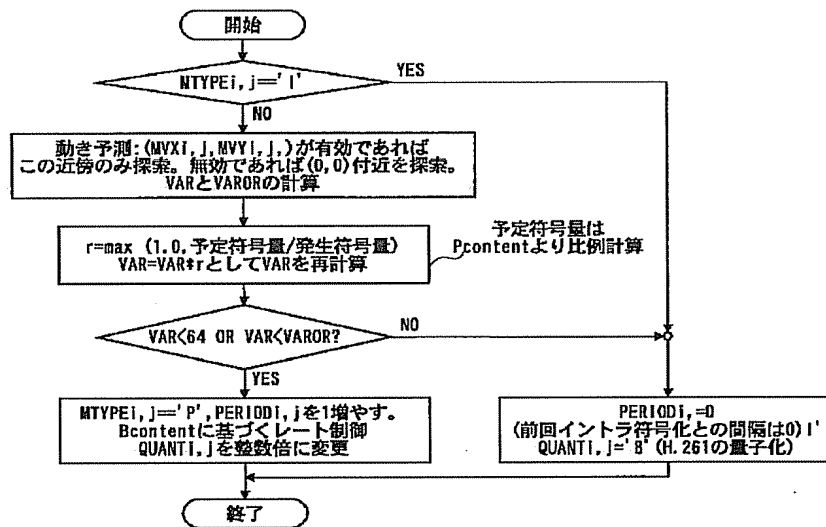 開始
MTYPEi,j=='I'
YES
NO
動き予測:(MVXi,j,MVYi,j,)が有効であれば
この近傍のみ探索。無効であれば(0,0)付近を探索。
VARとVARORの計算
r=max (1.0,予定符号量/発生符号量)
VAR=VAR*rとしてVARを再計算
予定符号量は
Pcontentより比例計算
VAR<64 OR VAR<VAROR?
NO
YES
MTYPEi,j=='P',PERIODi,jを1増やす。
Bcontentに基づくレート制御
QUANTi,jを整数倍に変更
PERIODi,=0
(前回イントラ符号化との間隔は0)I'
QUANTi,j='8'(H.261の量子化)
終了